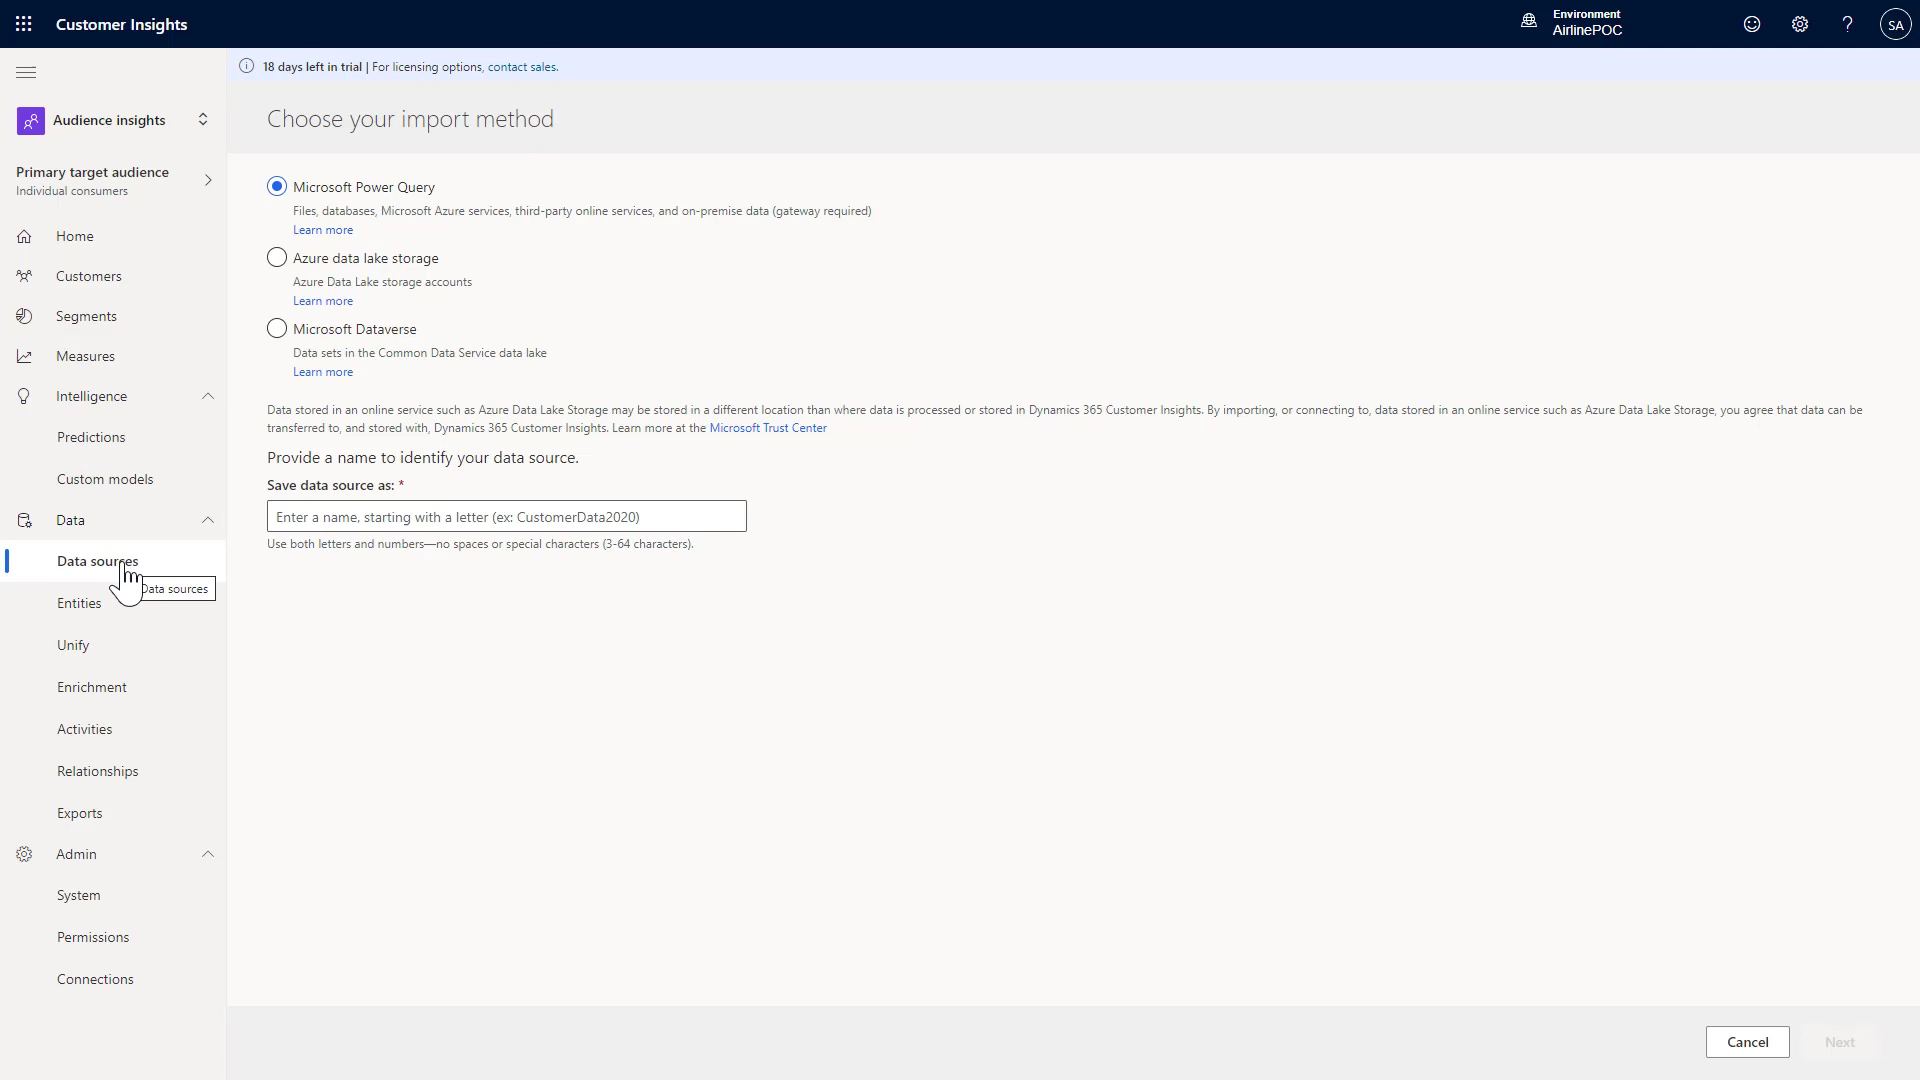 Customer Insights
Environment
AirlinePOC
?
SA
18 days left in trial | For licensing options, contact sales.
Audience insights
Primary target audience
Individual consumers
Home
Customers
Segments
Measures
Intelligence
Predictions
Custom models
Data
Data sources
Data sources
Entities
Unify
Enrichment
Activities
Relationships
Exports
Admin
System
Permissions
Connections
Choose your import method
Microsoft Power Query
Files, databases, Microsoft Azure services, third-party online services, and on-premise data (gateway required)
Learn more
Azure data lake storage
Azure Data Lake storage accounts
Learn more
Microsoft Dataverse
Data sets in the Common Data Service data lake
Learn more
Data stored in an online service such as Azure Data Lake Storage may be stored in a different location than where data is processed or stored in Dynamics 365 Customer Insights. By importing, or connecting to, data stored in an online service such as Azure Data Lake Storage, you agree that data can be
transferred to, and stored with, Dynamics 365 Customer Insights. Learn more at the Microsoft Trust Center
Provide a name to identify your data source.
Save data source as: *
Enter a name, starting with a letter (ex: CustomerData2020)
Use both letters and numbers—no spaces or special characters (3-64 characters).
Cancel
Next